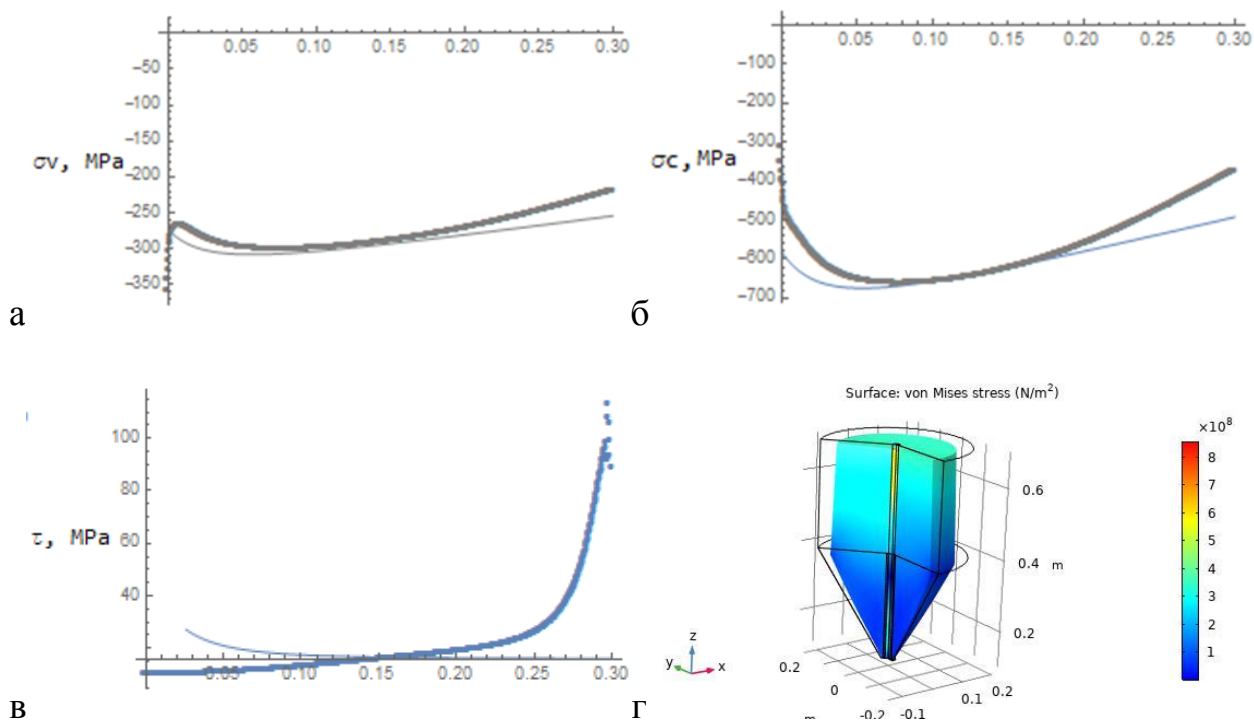 0.05 0.10 0.15 0.20 0.25 0.30
−50
−100
−150
σv, MPa
−200
−250
−300
−350
а
0.05 0.10 0.15 0.20 0.25 0.30
−100
−200
−300
σc, MPa
−400
−500
−600
−700
б
100
80
τ, MPa
60
40
0.05 0.10 0.15 0.20 0.25 0.30
в
Surface: von Mises stress (N/m²)
×10⁸
8
7
6
5
4
3
2
1
0.6
0.4 m
0.2
z
y x
0.2
0
m
-0.2 -0.1
0.1 0.2
г